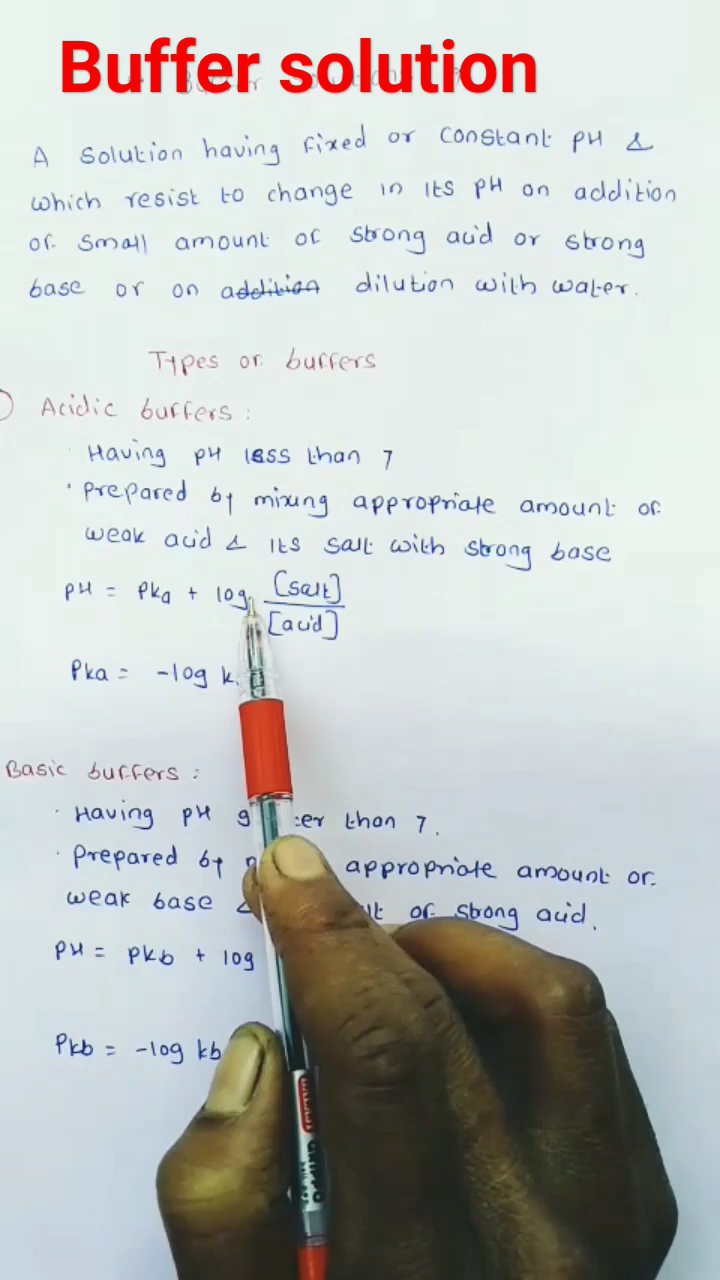 Buffer solution
A solution having fixed or constant pH &
which resist to change in its pH on addition
of small amount of strong acid or strong
base or on addition dilution with water.
Types of buffers
Acidic buffers :
· Having pH less than 7
· Prepared by mixing appropriate amount of
weak acid & its salt with strong base
pH = Pka + log [salt]
[acid]
Pka = -log k
Basic buffers :
· Having pH than 7.
· Prepared by appropriate amount of
weak base of strong acid.
pH = Pkb + log
Pkb = -log kb